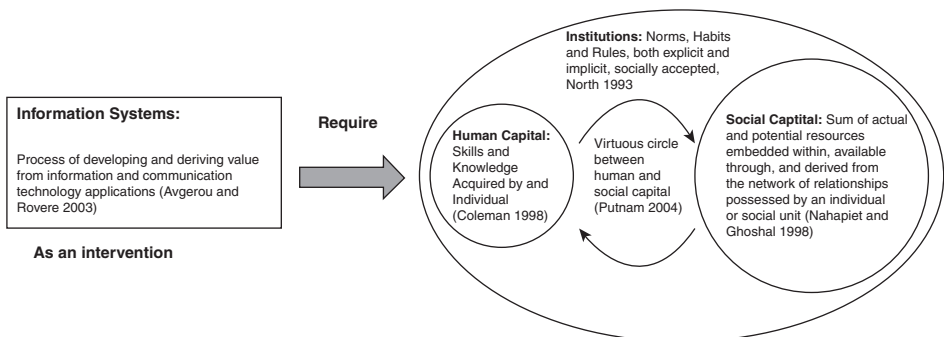 Information Systems:
Process of developing and deriving value
from information and communication
technology applications (Avgerou and
Rovere 2003)
As an intervention
Require
Institutions: Norms, Habits
and Rules, both explicit and
implicit, socially accepted,
North 1993
Human Capital:
Skills and
Knowledge
Acquired by and
Individual
(Coleman 1998)
Virtuous circle
between
human and
social capital
(Putnam 2004)
Social Captital: Sum of actual
and potential resources
embedded within, available
through, and derived from
the network of relationships
possessed by an individual
or social unit (Nahapiet and
Ghoshal 1998)